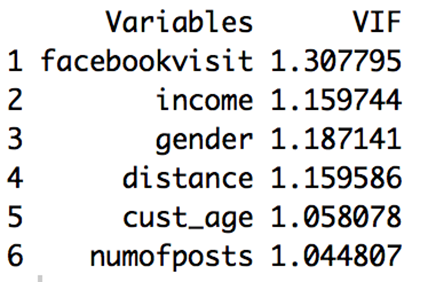 Variables VIF
1 facebookvisit 1.307795
2 income 1.159744
3 gender 1.187141
4 distance 1.159586
5 cust_age 1.058078
6 numofposts 1.044807